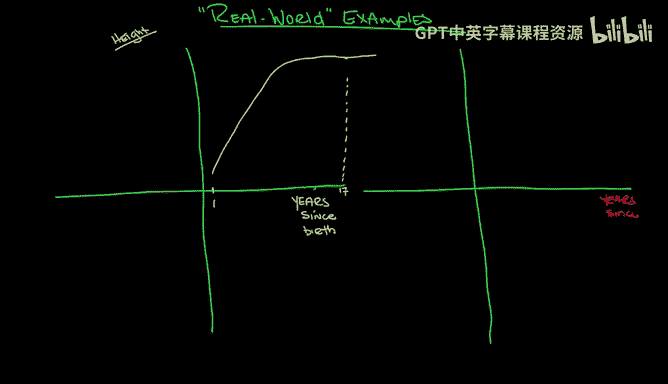 "REAL-WORLD" EXAMPLES
GPT中英字幕课程资源 bilibili
Height
1
17
YEARS
since
birth
YEARS
since